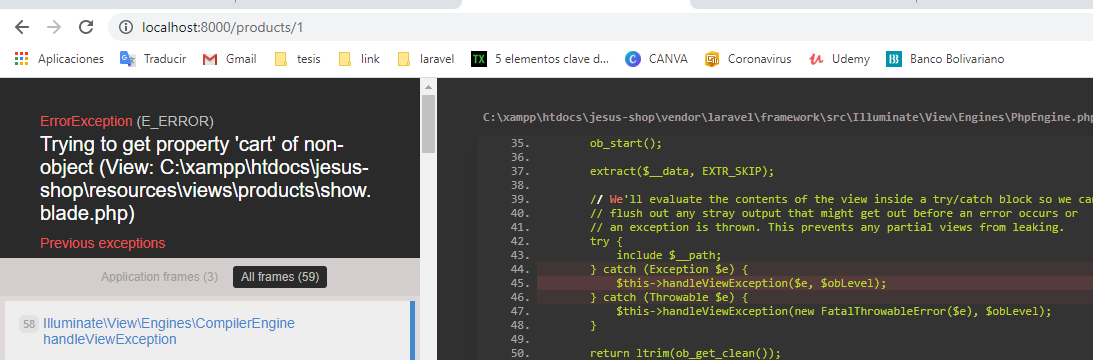 localhost:8000/products/1
Aplicaciones Traducir Gmail tesis link laravel TX 5 elementos clave d... CANVA Coronavirus Udemy Banco Bolivariano
ErrorException (E_ERROR)
Trying to get property 'cart' of non-
object (View: C:\xampp\htdocs\jesus-
shop\resources\views\products\show.
blade.php)
Previous exceptions
Application frames (3) All frames (59)
58 Illuminate\View\Engines\CompilerEngine
handleViewException
C:\xampp\htdocs\jesus-shop\vendor\laravel\framework\src\Illuminate\View\Engines\PhpEngine.php
35. ob_start();
36.
37. extract($__data, EXTR_SKIP);
38.
39. // We'll evaluate the contents of the view inside a try/catch block so we can
40. // flush out any stray output that might get out before an error occurs or
41. // an exception is thrown. This prevents any partial views from leaking.
42. try {
43. include $__path;
44. } catch (Exception $e) {
45. $this->handleViewException($e, $obLevel);
46. } catch (Throwable $e) {
47. $this->handleViewException(new FatalThrowableError($e), $obLevel);
48. }
49.
50. return ltrim(ob_get_clean());